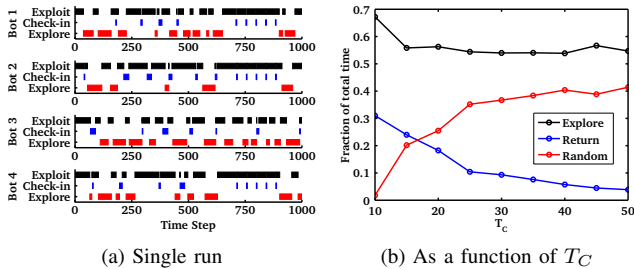 Bot 1
Exploit
Check-in
Explore
0 250 500 750 1000
Bot 2
Exploit
Check-in
Explore
0 250 500 750 1000
Bot 3
Exploit
Check-in
Explore
0 250 500 750 1000
Bot 4
Exploit
Check-in
Explore
0 250 500 750 1000
Time Step
(a) Single run
Fraction of total time
0.7
0.6
0.5
0.4
0.3
0.2
0.1
0
10 20 30 40 50
T_C
Explore
Return
Random
(b) As a function of T_C